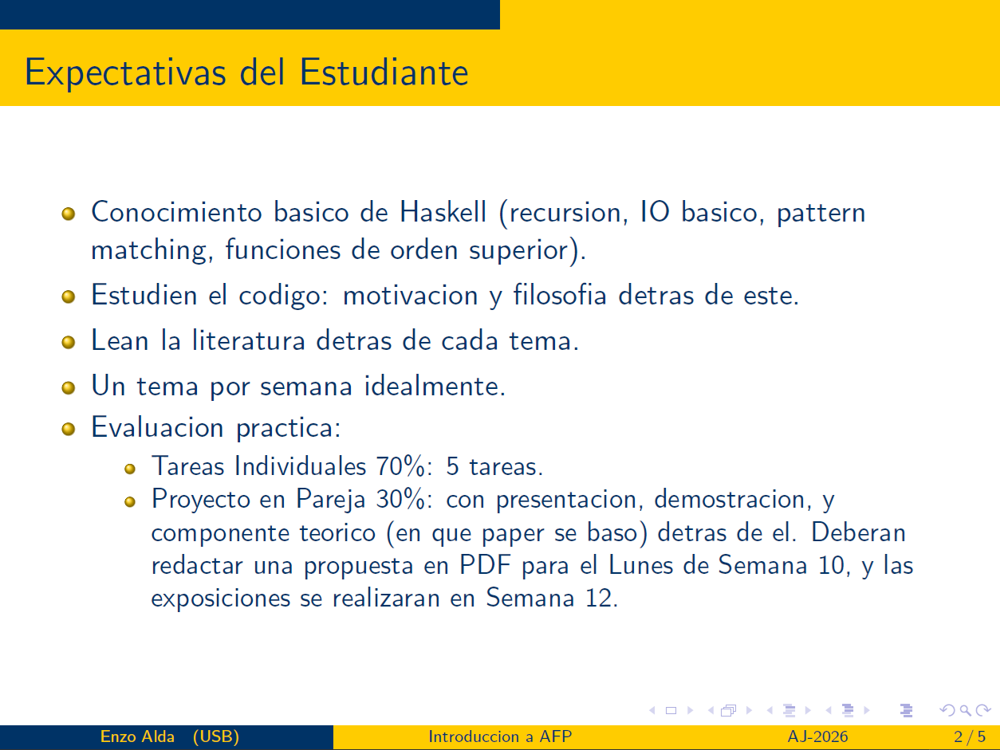 Expectativas del Estudiante
Conocimiento basico de Haskell (recursion, IO basico, pattern
matching, funciones de orden superior).
Estudien el codigo: motivacion y filosofia detras de este.
Lean la literatura detras de cada tema.
Un tema por semana idealmente.
Evaluacion practica:
Tareas Individuales 70%: 5 tareas.
Proyecto en Pareja 30%: con presentacion, demostracion, y
componente teorico (en que paper se baso) detras de el. Deberan
redactar una propuesta en PDF para el Lunes de Semana 10, y las
exposiciones se realizaran en Semana 12.
Enzo Alda (USB) Introduccion a AFP AJ-2026 2 / 5